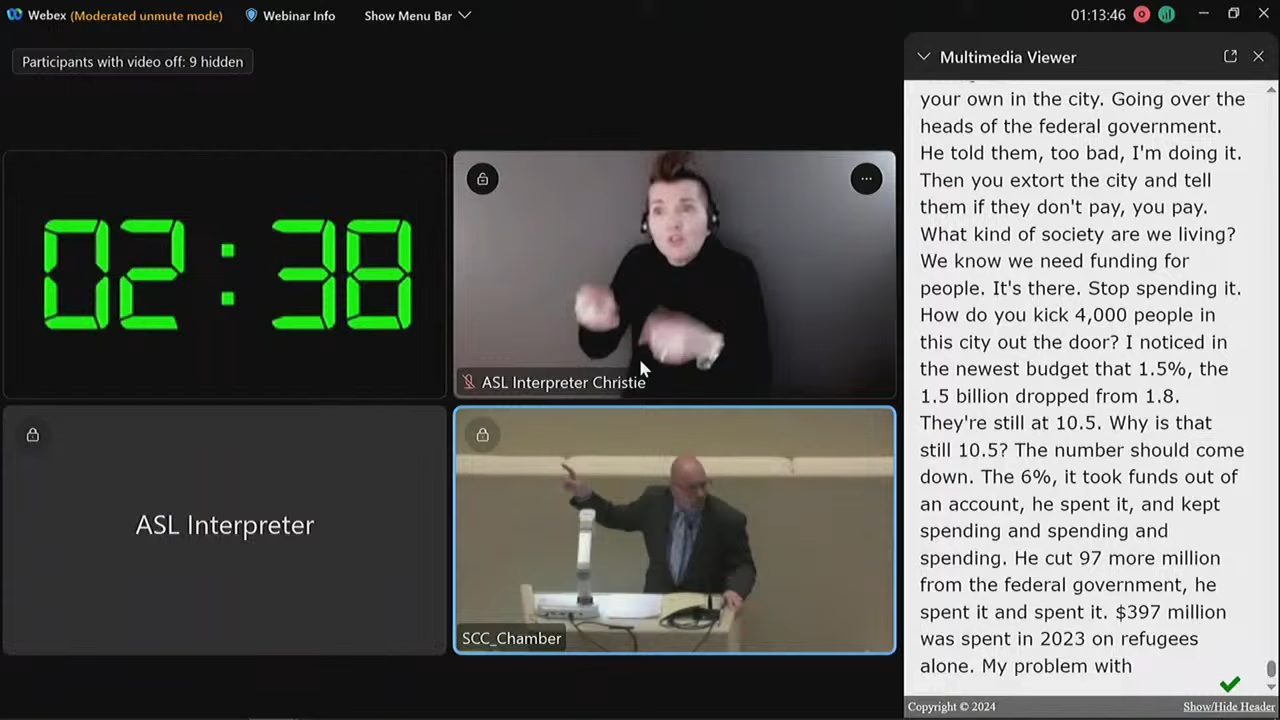 Webex (Moderated unmute mode) Webinar Info Show Menu Bar 01:13:46
Participants with video off: 9 hidden
02:38
ASL Interpreter Christie
ASL Interpreter
SCC_Chamber
Multimedia Viewer
your own in the city. Going over the
heads of the federal government.
He told them, too bad, I'm doing it.
Then you extort the city and tell
them if they don't pay, you pay.
What kind of society are we living?
We know we need funding for
people. It's there. Stop spending it.
How do you kick 4,000 people in
this city out the door? I noticed in
the newest budget that 1.5%, the
1.5 billion dropped from 1.8.
They're still at 10.5. Why is that
still 10.5? The number should come
down. The 6%, it took funds out of
an account, he spent it, and kept
spending and spending and
spending. He cut 97 more million
from the federal government, he
spent it and spent it. $397 million
was spent in 2023 on refugees
alone. My problem with
Copyright © 2024 Show/Hide Header